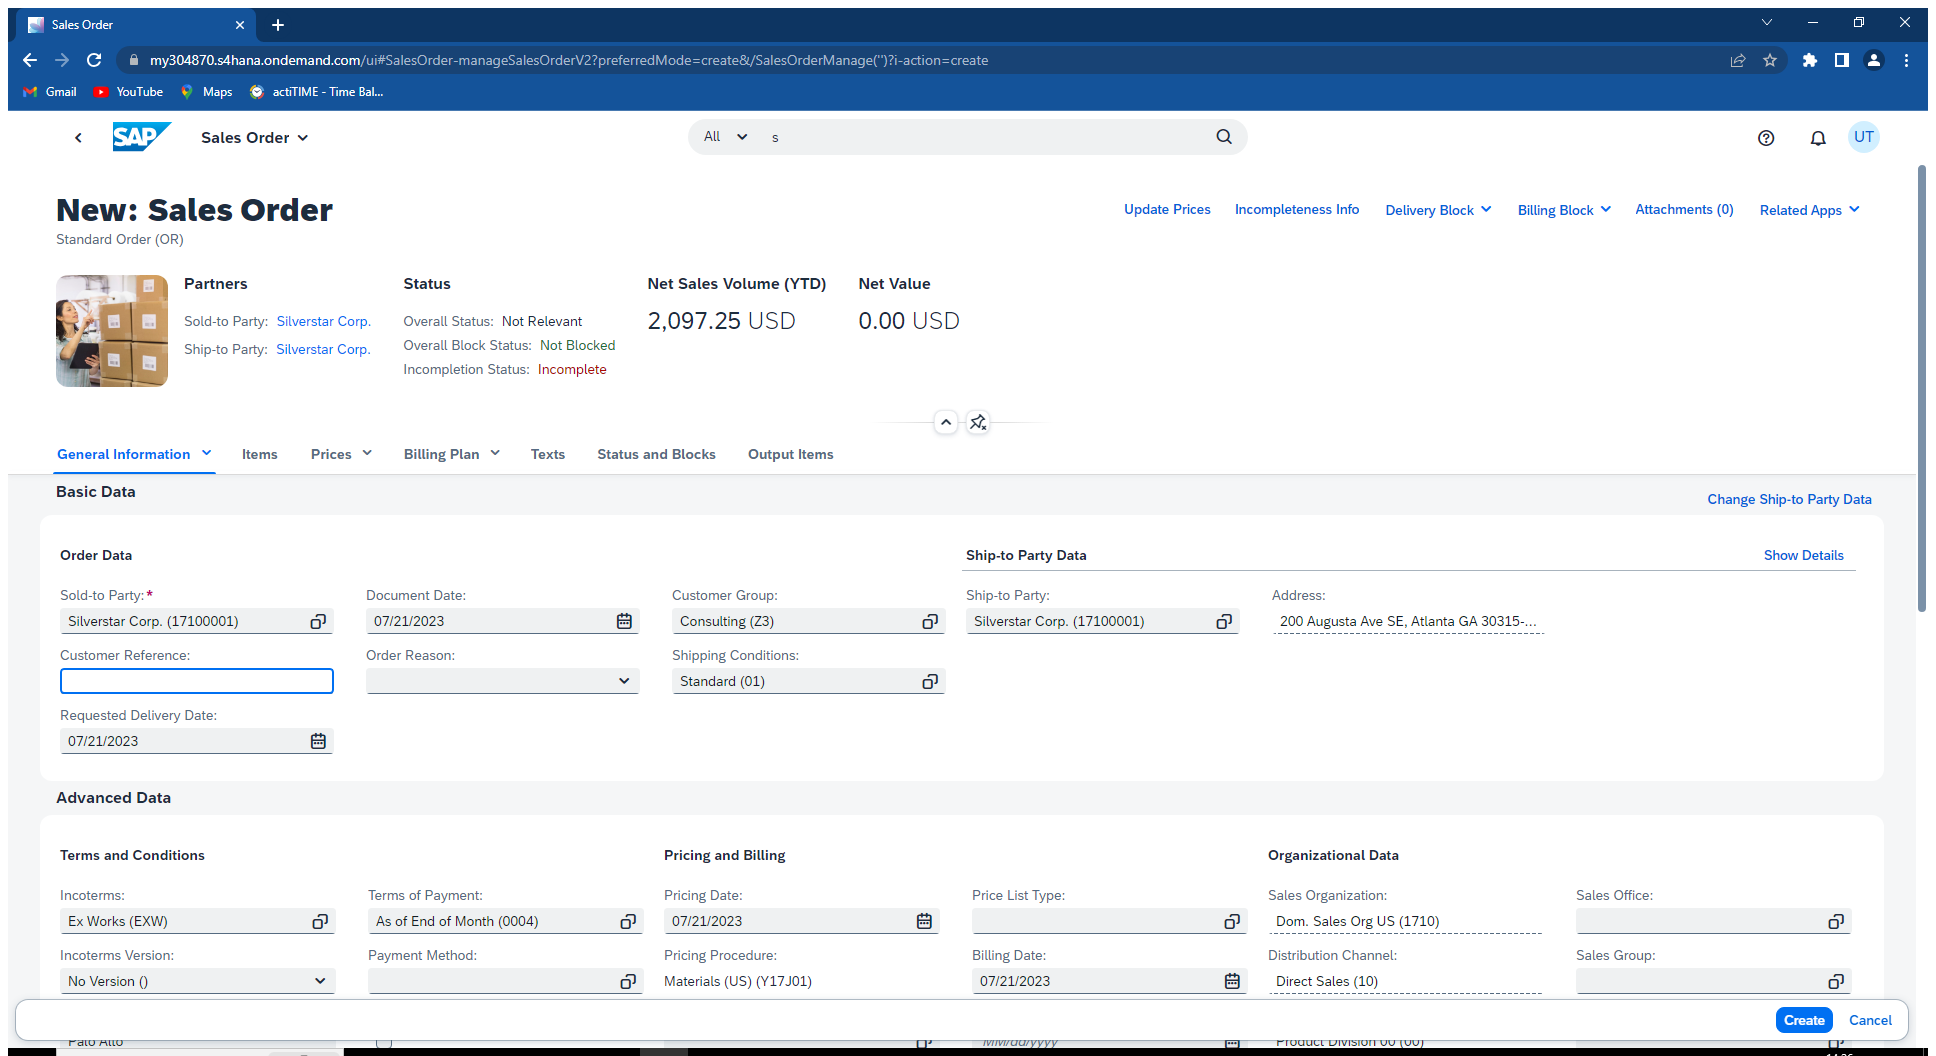 Sales Order
my304870.s4hana.ondemand.com/ui#SalesOrder-manageSalesOrderV2?preferredMode=create&/SalesOrderManage('')?i-action=create
Gmail YouTube Maps actiTIME - Time Bal...
SAP Sales Order All s UT
New: Sales Order
Update Prices Incompleteness Info Delivery Block Billing Block Attachments (0) Related Apps
Standard Order (OR)
Partners Status Net Sales Volume (YTD) Net Value
Sold-to Party: Silverstar Corp. Overall Status: Not Relevant 2,097.25 USD 0.00 USD
Overall Block Status: Not Blocked
Ship-to Party: Silverstar Corp.
Incompletion Status: Incomplete
General Information Items Prices Billing Plan Texts Status and Blocks Output Items
Basic Data
Change Ship-to Party Data
Order Data Ship-to Party Data Show Details
Sold-to Party:* Document Date: Customer Group: Ship-to Party: Address:
Silverstar Corp. (17100001) 07/21/2023 Consulting (Z3) Silverstar Corp. (17100001) 200 Augusta Ave SE, Atlanta GA 30315-...
Customer Reference: Order Reason: Shipping Conditions:
Standard (01)
Requested Delivery Date:
07/21/2023
Advanced Data
Terms and Conditions Pricing and Billing Organizational Data
Incoterms: Terms of Payment: Pricing Date: Price List Type: Sales Organization: Sales Office:
Ex Works (EXW) As of End of Month (0004) 07/21/2023 Dom. Sales Org US (1710)
Incoterms Version: Payment Method: Pricing Procedure: Billing Date: Distribution Channel: Sales Group:
No Version () Materials (US) (Y17J01) 07/21/2023 Direct Sales (10)
Create Cancel
Palo Alto MM/dd/yyyy Product Division 00 (00)